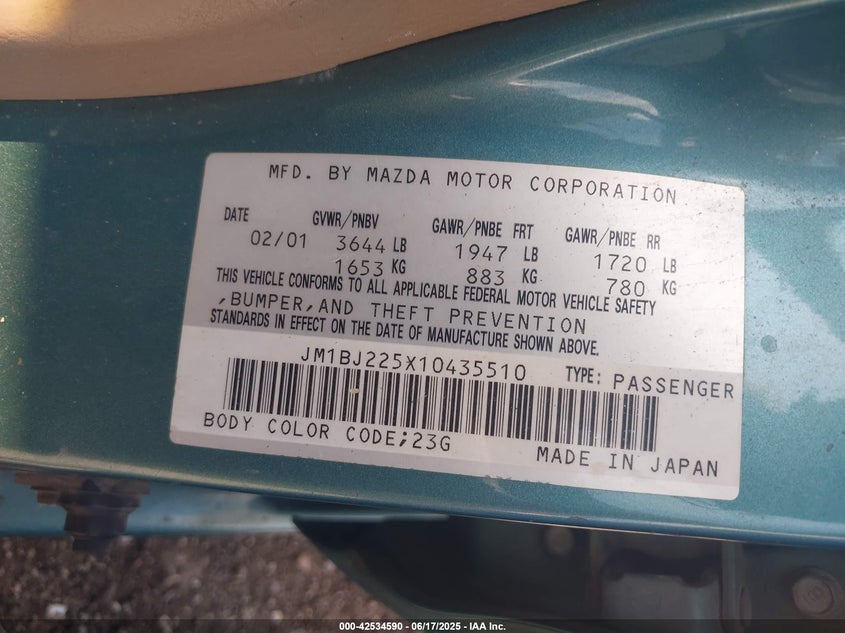 MFD. BY MAZDA MOTOR CORPORATION
DATE GVWR/PNBV GAWR/PNBE FRT GAWR/PNBE RR
02/01 3644 LB 1947 LB 1720 LB
1653 KG 883 KG 780 KG
THIS VEHICLE CONFORMS TO ALL APPLICABLE FEDERAL MOTOR VEHICLE SAFETY
,BUMPER,AND THEFT PREVENTION
STANDARDS IN EFFECT ON THE DATE OF MANUFACTURE SHOWN ABOVE.
JM1BJ225X10435510 TYPE: PASSENGER
BODY COLOR CODE;23G
MADE IN JAPAN
000-42534590 - 06/17/2025 - IAA Inc.